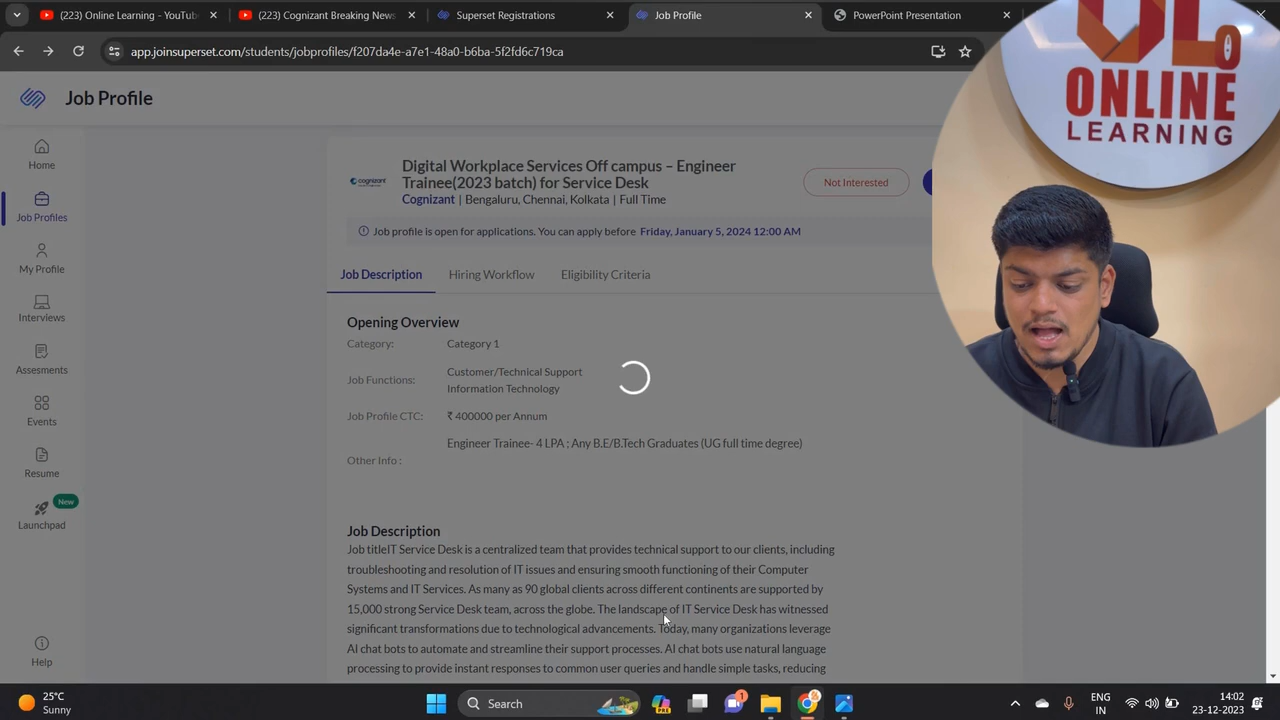 (223) Online Learning - YouTub
(223) Cognizant Breaking News
Superset Registrations
Job Profile
PowerPoint Presentation
app.joinsuperset.com/students/jobprofiles/f207da4e-a7e1-48a0-b6ba-5f2fd6c719ca
ONLINE
LEARNING
Job Profile
Home
Job Profiles
My Profile
Interviews
Assesments
Events
Resume
New
Launchpad
Help
cognizant
Digital Workplace Services Off campus – Engineer
Trainee(2023 batch) for Service Desk
Cognizant | Bengaluru, Chennai, Kolkata | Full Time
Not Interested
Job profile is open for applications. You can apply before Friday, January 5, 2024 12:00 AM
Job Description
Hiring Workflow
Eligibility Criteria
Opening Overview
Category: Category 1
Job Functions: Customer/Technical Support
Information Technology
Job Profile CTC: ₹ 400000 per Annum
Engineer Trainee- 4 LPA ; Any B.E/B.Tech Graduates (UG full time degree)
Other Info :
Job Description
Job titleIT Service Desk is a centralized team that provides technical support to our clients, including
troubleshooting and resolution of IT issues and ensuring smooth functioning of their Computer
Systems and IT Services. As many as 90 global clients across different continents are supported by
15,000 strong Service Desk team, across the globe. The landscape of IT Service Desk has witnessed
significant transformations due to technological advancements. Today, many organizations leverage
AI chat bots to automate and streamline their support processes. AI chat bots use natural language
processing to provide instant responses to common user queries and handle simple tasks, reducing
25°C
Sunny
Search
PRE
1
ENG
IN
14:02
23-12-2023